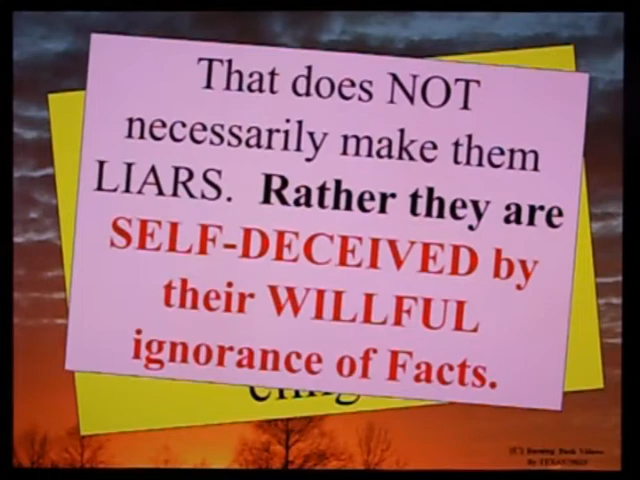 That does NOT
necessarily make them
LIARS. Rather they are
SELF-DECEIVED by
their WILLFUL
ignorance of Facts.